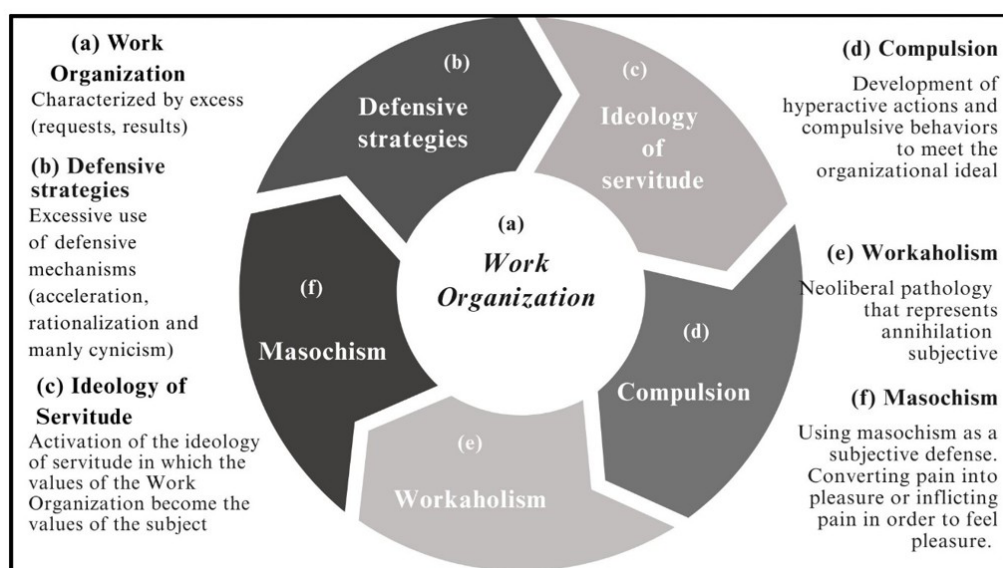 (a) Work
Organization
Characterized by excess
(requests, results)
(b) Defensive
strategies
Excessive use
of defensive
mechanisms
(acceleration,
rationalization and
manly cynicism)
(c) Ideology of
Servitude
Activation of the ideology
of servitude in which the
values of the Work
Organization become the
values of the subject
(b)
Defensive
strategies
(c)
Ideology
of
servitude
(a)
Work
Organization
(f)
Masochism
(d)
Compulsion
(e)
Workaholism
(d) Compulsion
Development of
hyperactive actions and
compulsive behaviors
to meet the
organizational ideal
(e) Workaholism
Neoliberal pathology
that represents
annihilation
subjective
(f) Masochism
Using masochism as a
subjective defense.
Converting pain into
pleasure or inflicting
pain in order to feel
pleasure.